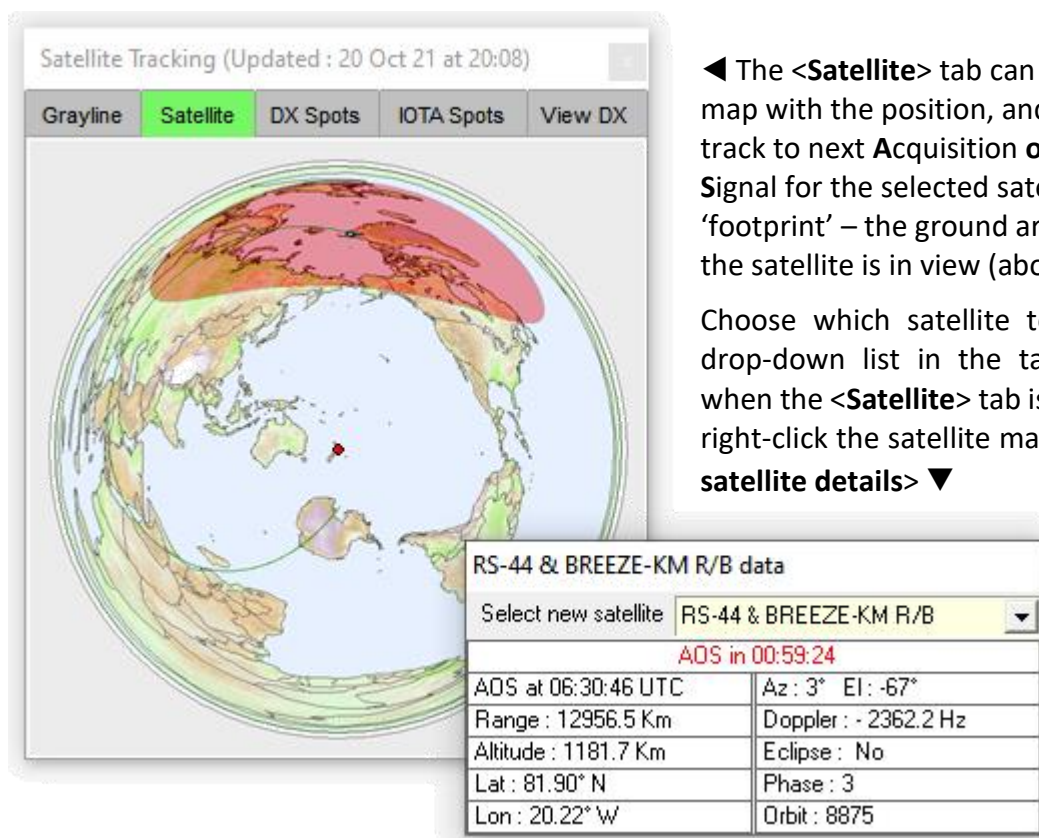 Satellite Tracking (Updated : 20 Oct 21 at 20:08)
Grayline Satellite DX Spots IOTA Spots View DX
◀ The <Satellite> tab can
map with the position, and
track to next Acquisition
Signal for the selected
'footprint' – the ground
the satellite is in view
Choose which satellite
drop-down list in the
when the <Satellite> tab
right-click the satellite
satellite details> ▼
RS-44 & BREEZE-KM R/B data
Select new satellite RS-44 & BREEZE-KM R/B
AOS in 00:59:24
AOS at 06:30:46 UTC Az : 3° El : -67°
Range : 12956.5 Km Doppler : - 2362.2 Hz
Altitude : 1181.7 Km Eclipse : No
Lat : 81.90° N Phase : 3
Lon : 20.22° W Orbit : 8875